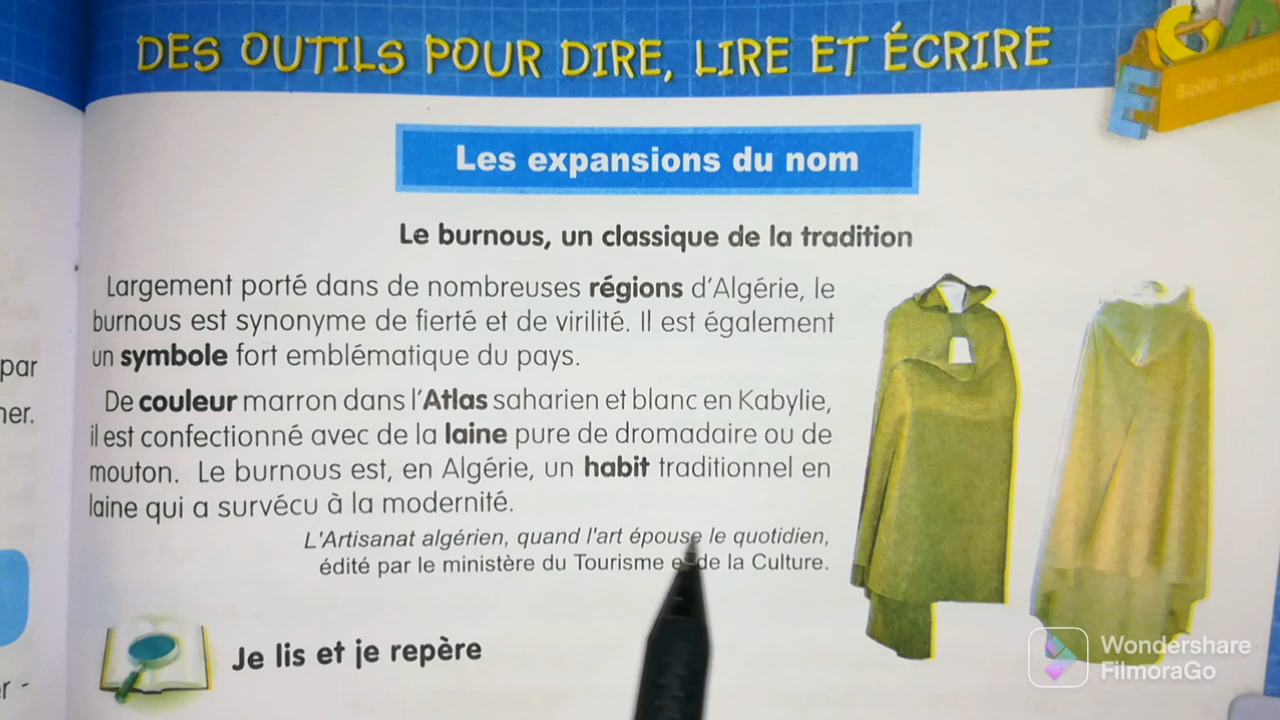 DES OUTILS POUR DIRE, LIRE ET ÉCRIRE
Les expansions du nom
Le burnous, un classique de la tradition
Largement porté dans de nombreuses régions d'Algérie, le
burnous est synonyme de fierté et de virilité. Il est également
un symbole fort emblématique du pays.
par
De couleur marron dans l'Atlas saharien et blanc en Kabylie,
il est confectionné avec de la laine pure de dromadaire ou de
mouton. Le burnous est, en Algérie, un habit traditionnel en
laine qui a survécu à la modernité.
L'Artisanat algérien, quand l'art épouse le quotidien,
édité par le ministère du Tourisme et de la Culture.
Je lis et je repère
Wondershare
FilmoraGo